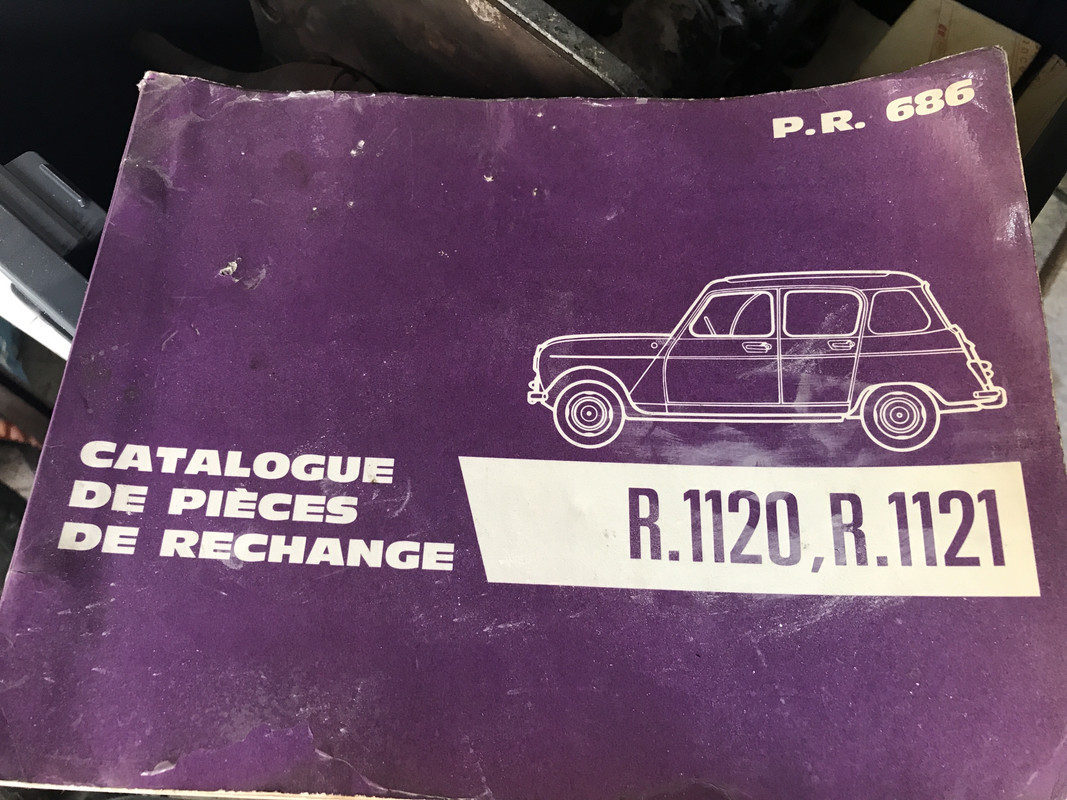 P.R. 686
CATALOGUE
DE PIÈCES
DE RECHANGE
R.1120, R.1121